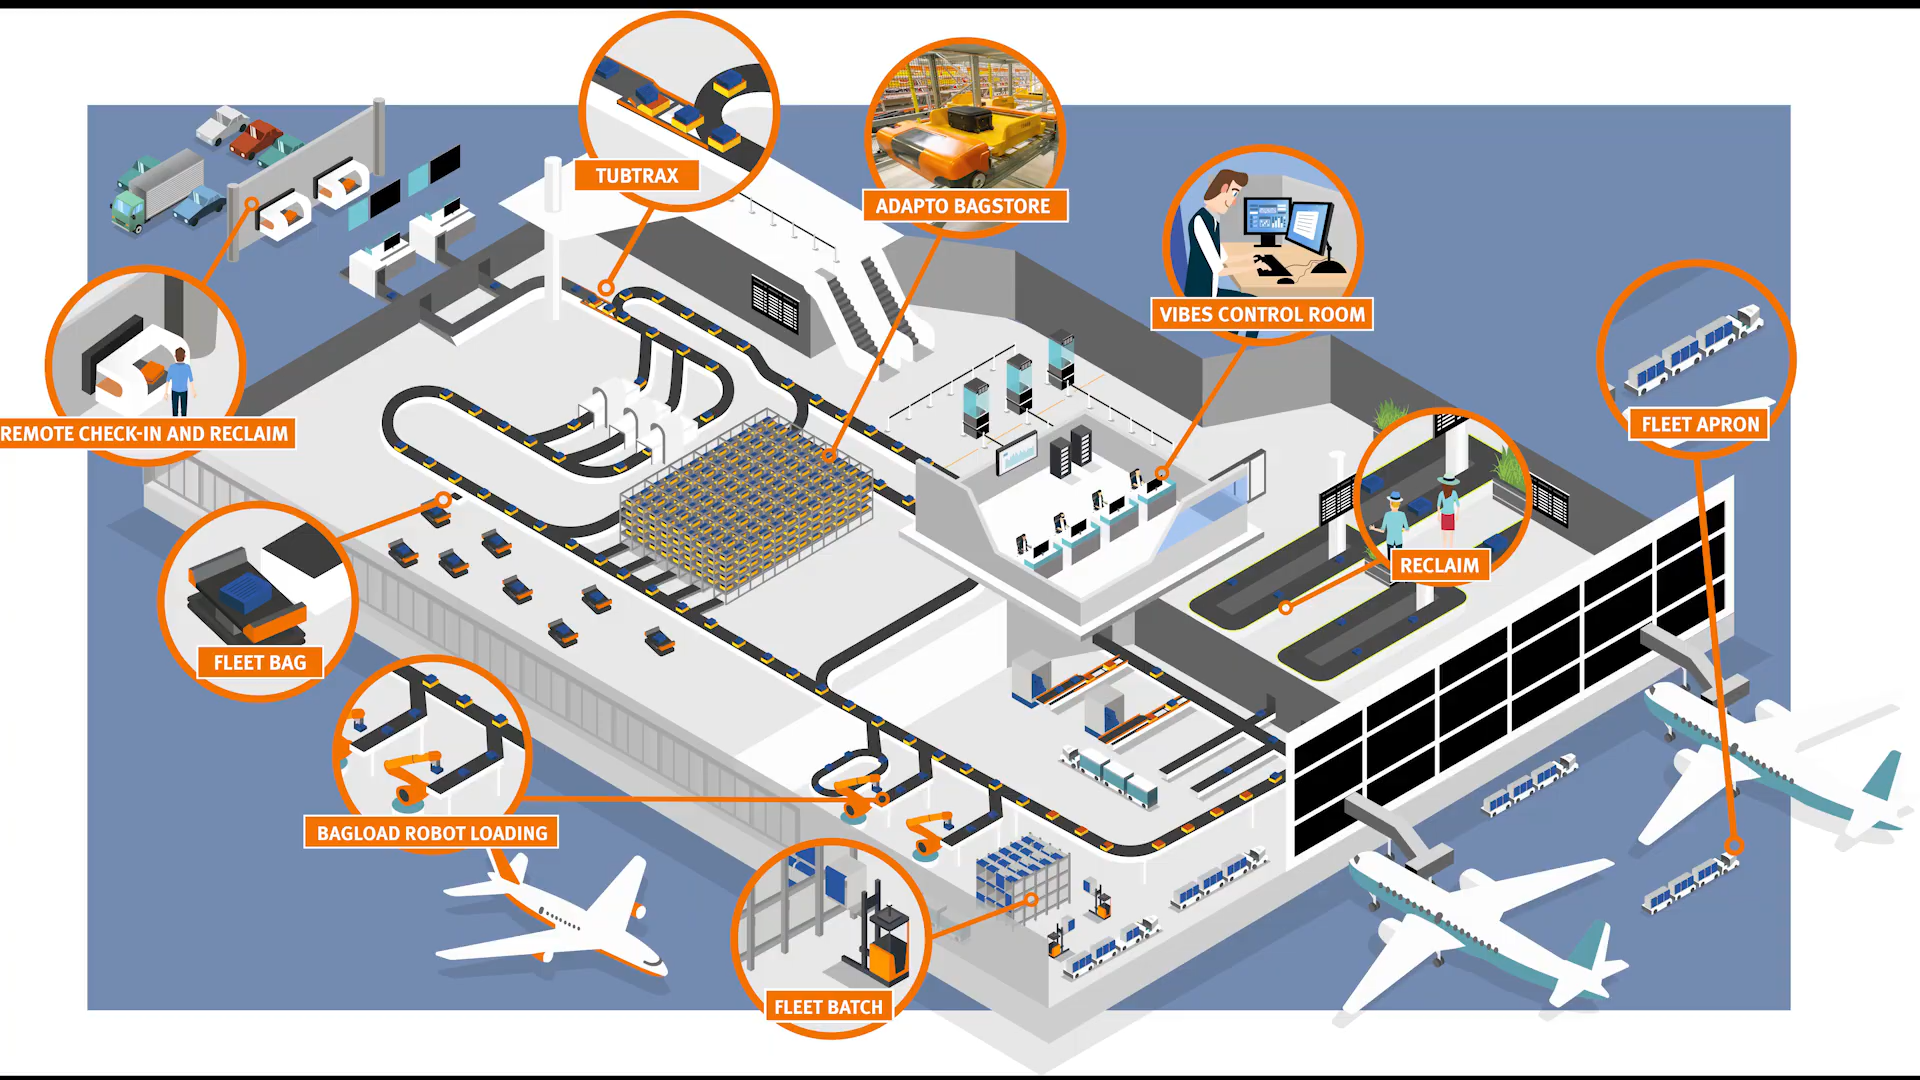 TUBTRAX
ADAPTO BAGSTORE
VIBES CONTROL ROOM
FLEET APRON
REMOTE CHECK-IN AND RECLAIM
RECLAIM
FLEET BAG
BAGLOAD ROBOT LOADING
FLEET BATCH